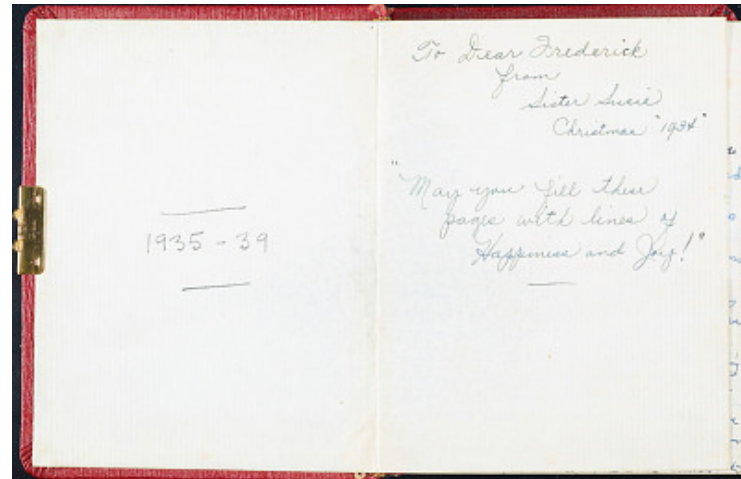 1935 - 39
To Dear Frederick
from
Sister Susie
Christmas "1934"
"May you fill these
pages with lines of
Happiness and Joy!"